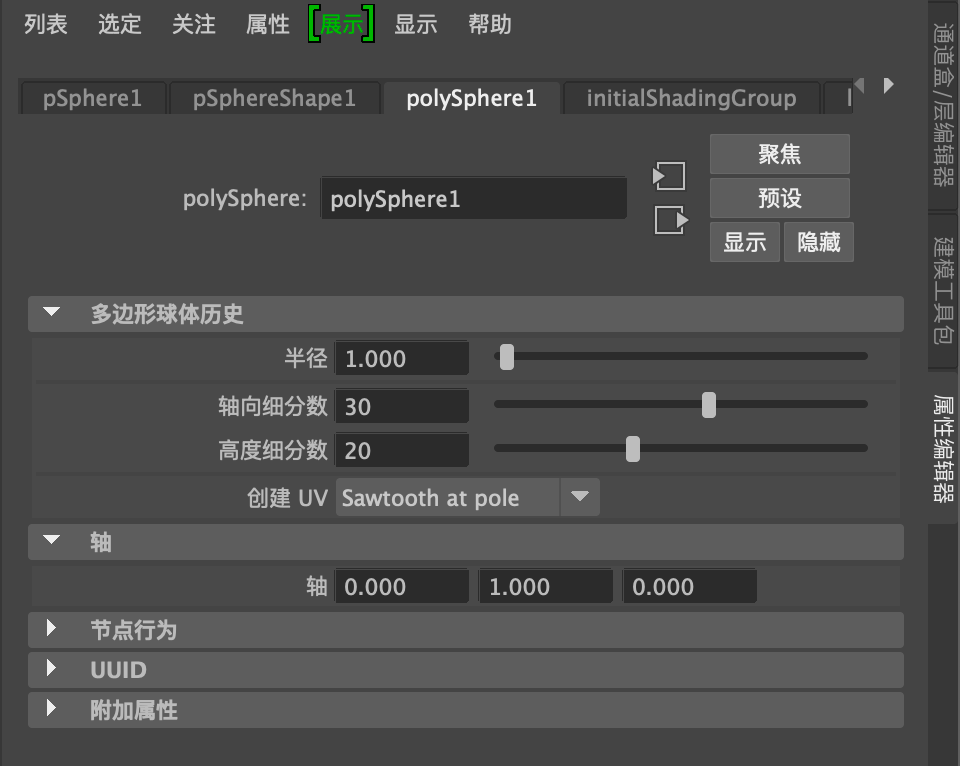 列表 选定 关注 属性 [展示] 显示 帮助
pSphere1 pSphereShape1 polySphere1 initialShadingGroup
聚焦
polySphere: polySphere1 预设
显示 隐藏
多边形球体历史
半径 1.000
轴向细分数 30
高度细分数 20
创建 UV Sawtooth at pole
轴
轴 0.000 1.000 0.000
节点行为
UUID
附加属性
通道盒/层编辑器
建模工具包
属性编辑器